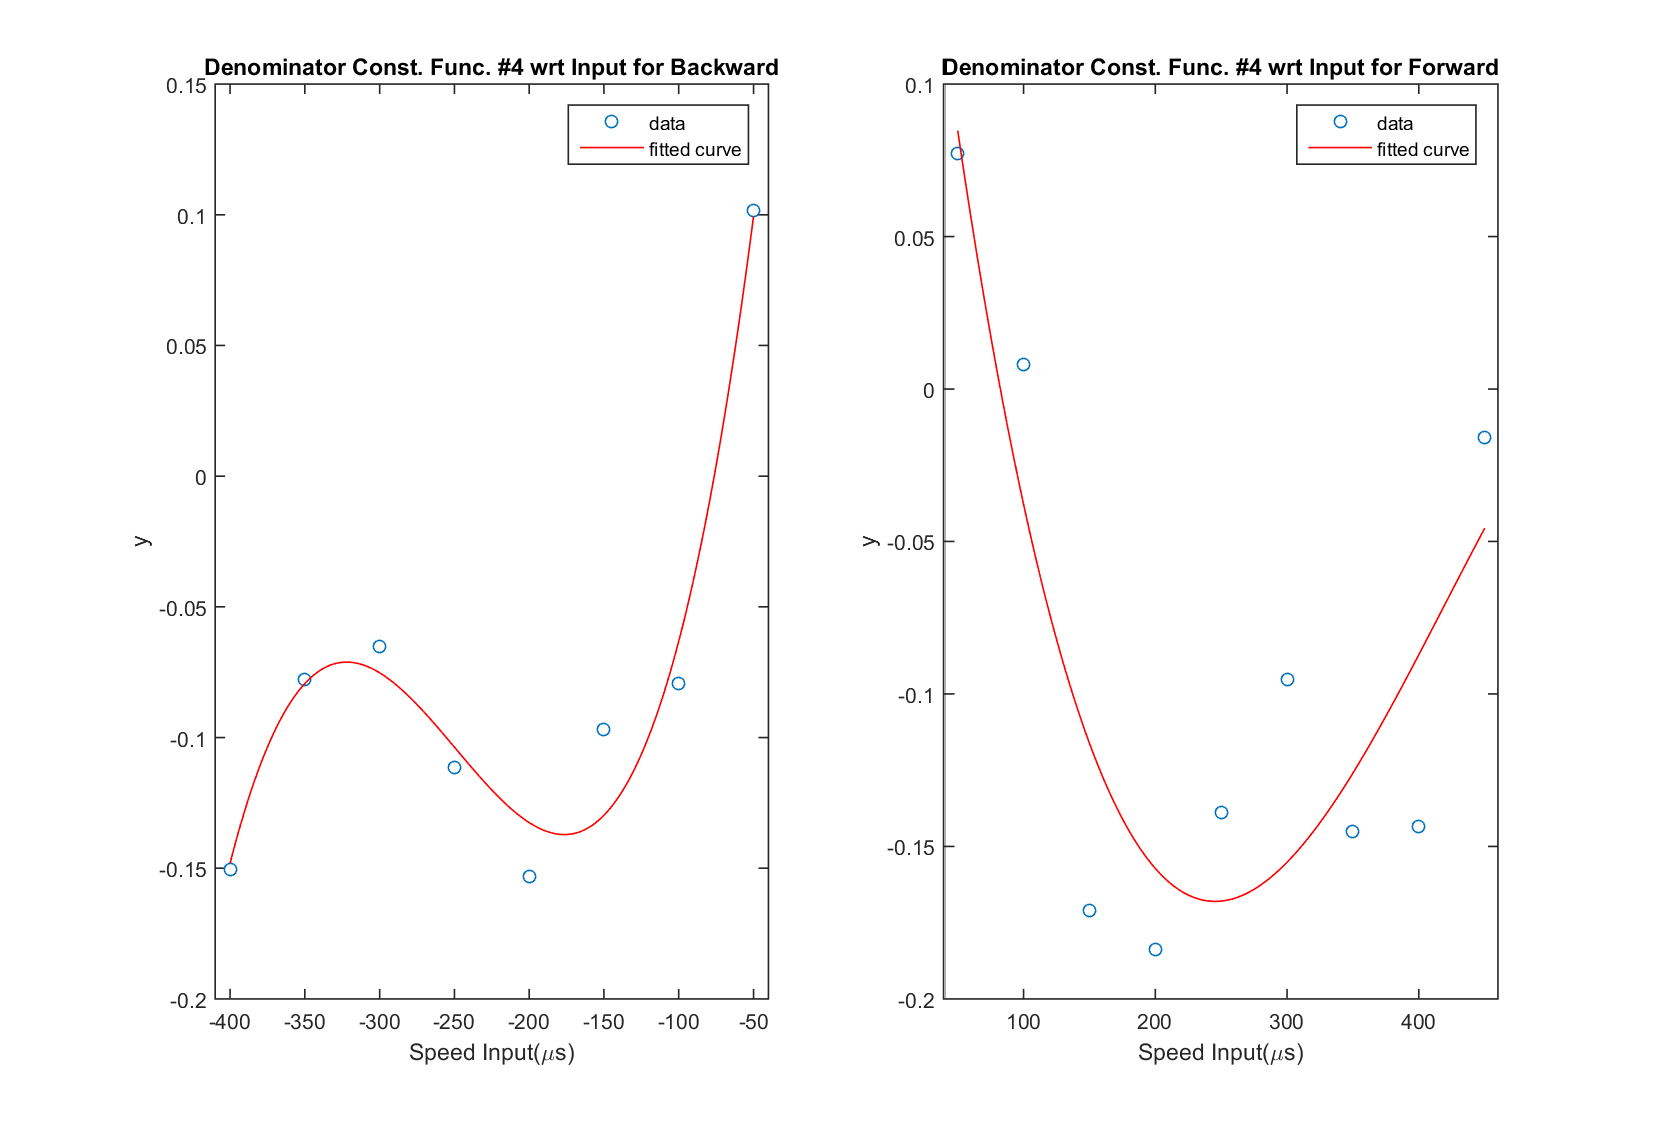 Denominator Const. Func. #4 wrt Input for Backward
data
fitted curve
0.15
0.1
0.05
0
-0.05
-0.1
-0.15
-0.2
y
-400 -350 -300 -250 -200 -150 -100 -50
Speed Input(μs)
Denominator Const. Func. #4 wrt Input for Forward
data
fitted curve
0.1
0.05
0
-0.05
-0.1
-0.15
-0.2
y
100 200 300 400
Speed Input(μs)